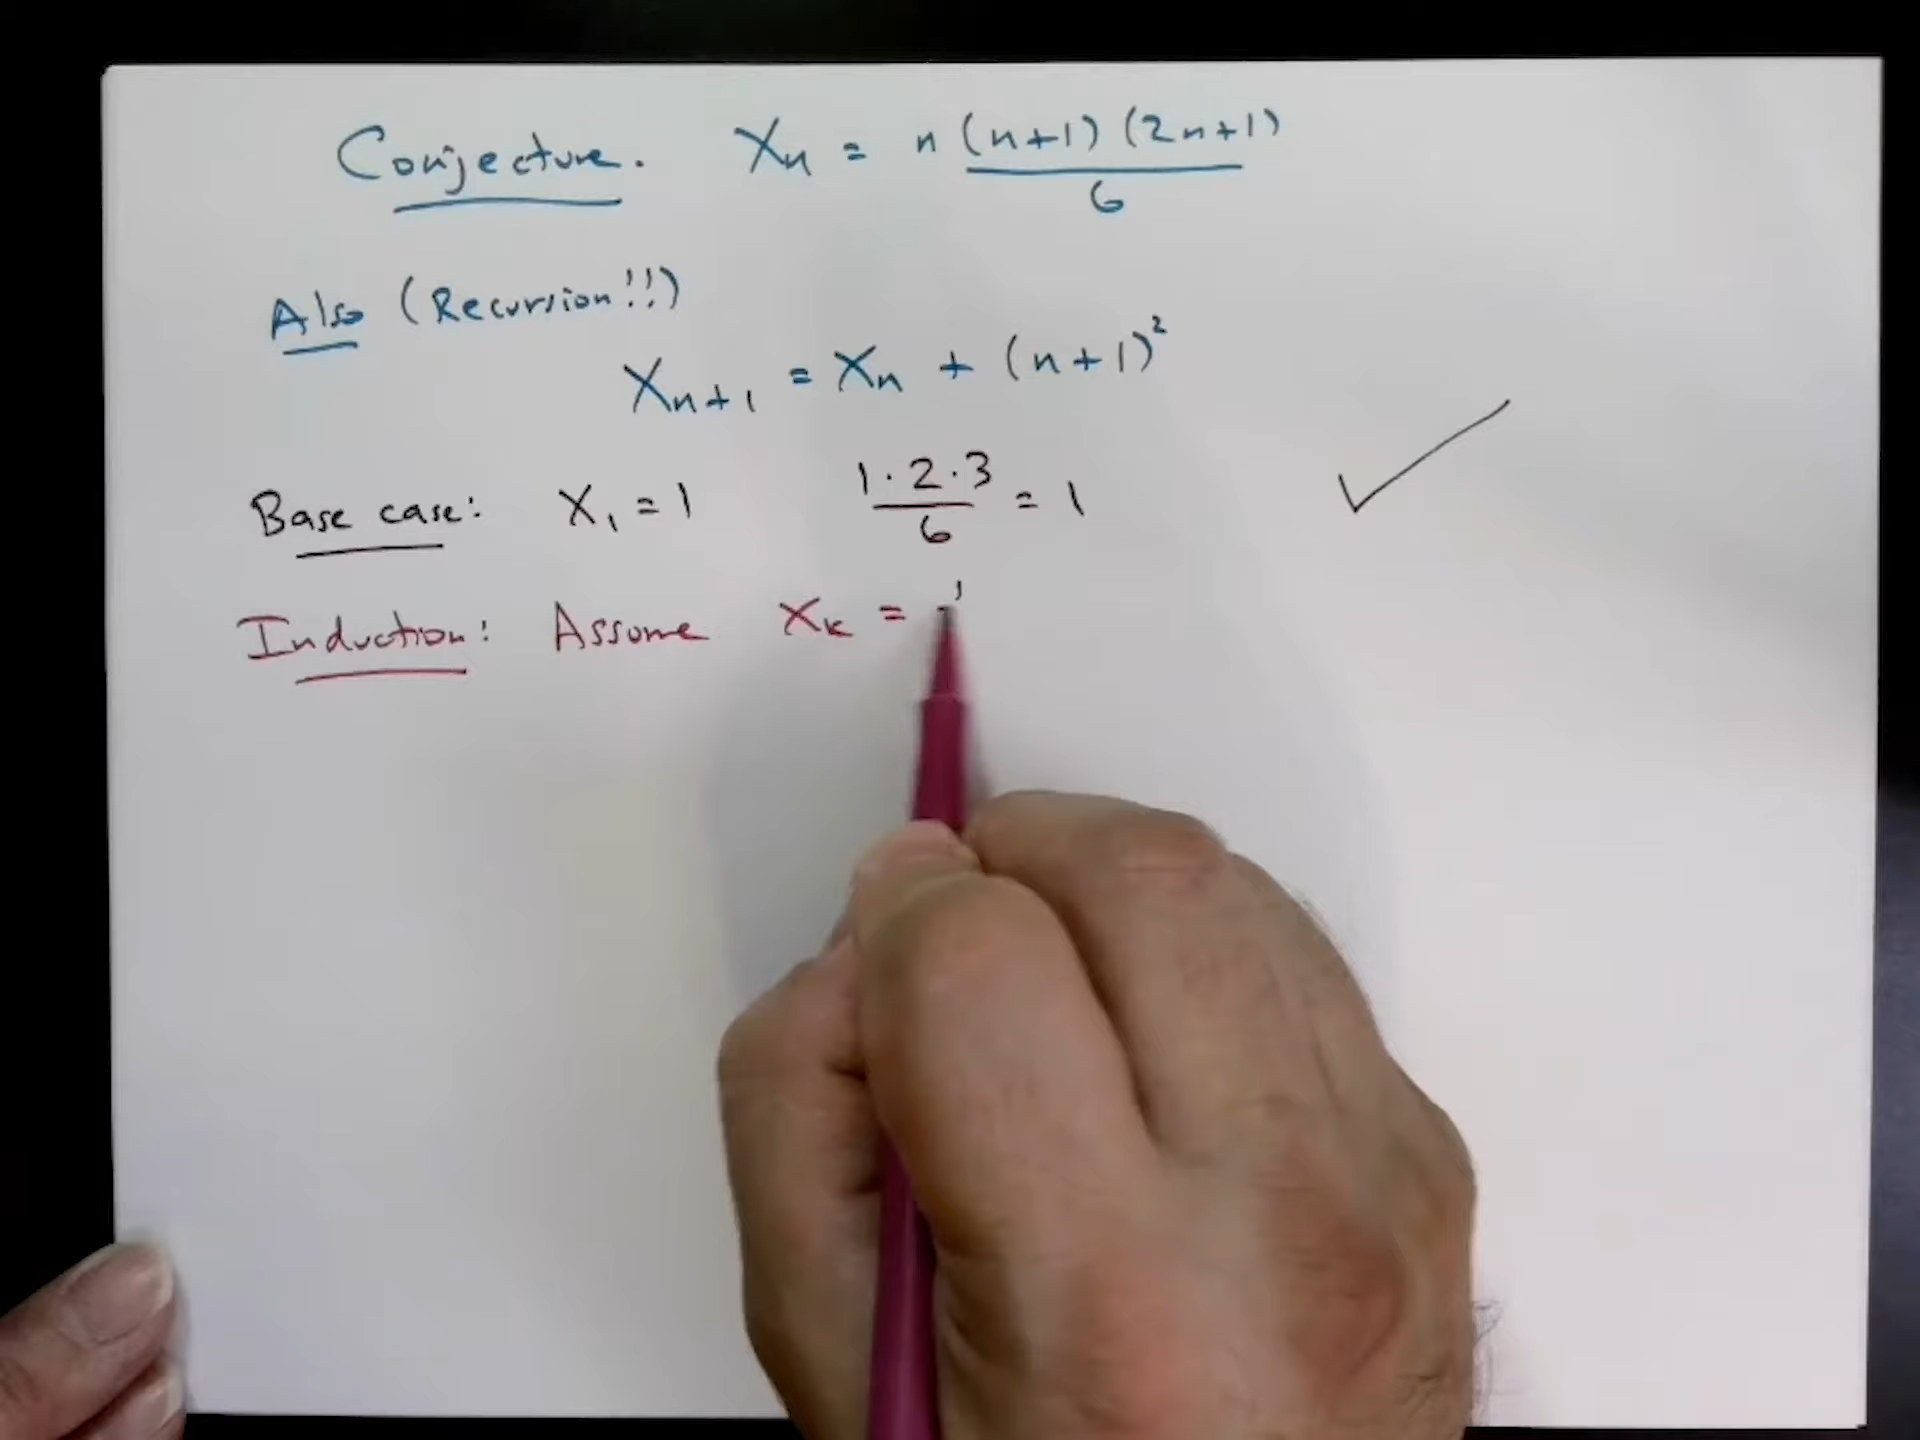 Conjecture. Xₙ = n(n+1)(2n+1)/6
Also (Recursion!!)
Xₙ₊₁ = Xₙ + (n+1)²
Base case: X₁ = 1 1·2·3/6 = 1 ✓
Induction: Assume Xₖ =